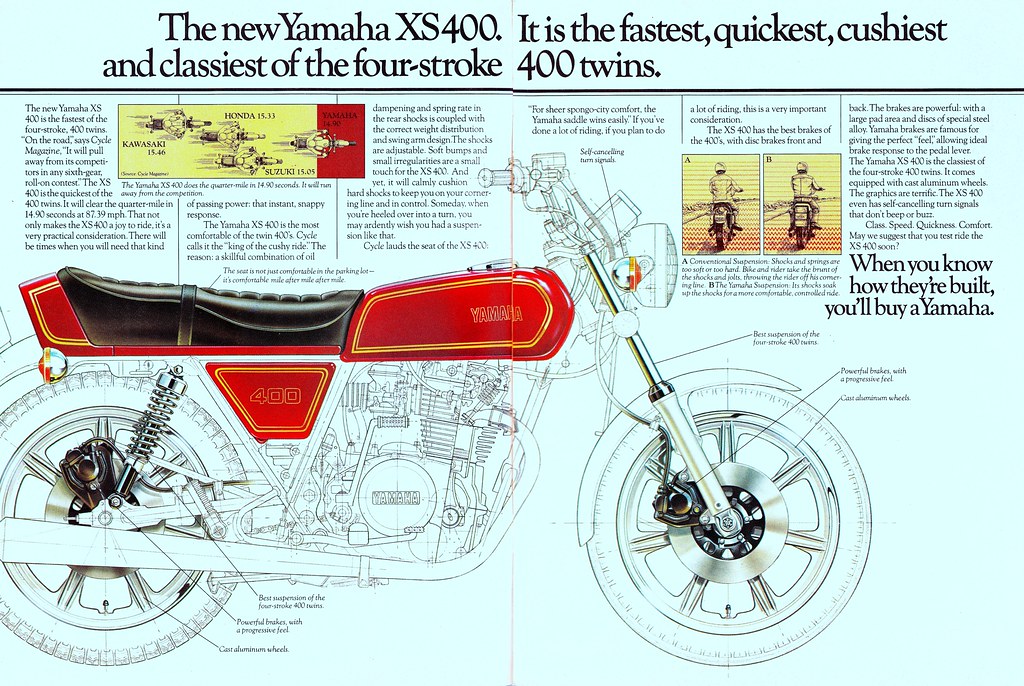 The new Yamaha XS 400. It is the fastest, quickest, cushiest
and classiest of the four-stroke 400 twins.
The new Yamaha XS
400 is the fastest of the
four-stroke, 400 twins.
"On the road," says Cycle
Magazine, "It will pull
away from its competi-
tors in any sixth-gear,
roll-on contest." The XS
400 is the quickest of the
400 twins. It will clear the quarter-mile in
14.90 seconds at 87.39 mph. That not
only makes the XS 400 a joy to ride, it's a
very practical consideration. There will
be times when you will need that kind
HONDA 15.33
YAMAHA
14.90
KAWASAKI
15.46
SUZUKI 15.05
(Source: Cycle Magazine)
The Yamaha XS 400 does the quarter-mile in 14.90 seconds. It will run
away from the competition.
of passing power: that instant, snappy
response.
The Yamaha XS 400 is the most
comfortable of the twin 400's. Cycle
calls it the "king of the cushy ride." The
reason: a skillful combination of oil
dampening and spring rate in
the rear shocks is coupled with
the correct weight distribution
and swing arm design. The shocks
are adjustable. Soft bumps and
small irregularities are a small
touch for the XS 400. And
yet, it will calmly cushion
hard shocks to keep you on your corner-
ing line and in control. Someday, when
you're heeled over into a turn, you
may ardently wish you had a suspen-
sion like that.
Cycle lauds the seat of the XS 400:
The seat is not just comfortable in the parking lot—
it's comfortable mile after mile after mile.
"For sheer spongo-city comfort, the
Yamaha saddle wins easily." If you've
done a lot of riding, if you plan to do
Self-cancelling
turn signals.
a lot of riding, this is a very important
consideration.
The XS 400 has the best brakes of
the 400's, with disc brakes front and
A
B
A Conventional Suspension: Shocks and springs are
too soft or too hard. Bike and rider take the brunt of
the shocks and jolts, throwing the rider off his corner-
ing line. B The Yamaha Suspension: Its shocks soak
up the shocks for a more comfortable, controlled ride.
back. The brakes are powerful: with a
large pad area and discs of special steel
alloy. Yamaha brakes are famous for
giving the perfect "feel," allowing ideal
brake response to the pedal lever.
The Yamaha XS 400 is the classiest of
the four-stroke 400 twins. It comes
equipped with cast aluminum wheels.
The graphics are terrific. The XS 400
even has self-cancelling turn signals
that don't beep or buzz.
Class. Speed. Quickness. Comfort.
May we suggest that you test ride the
XS 400 soon?
When you know
how they're built,
you'll buy a Yamaha.
YAMAHA
400
YAMAHA
Best suspension of the
four-stroke 400 twins.
Powerful brakes, with
a progressive feel.
Cast aluminum wheels.
Best suspension of the
four-stroke 400 twins.
Powerful brakes, with
a progressive feel.
Cast aluminum wheels.